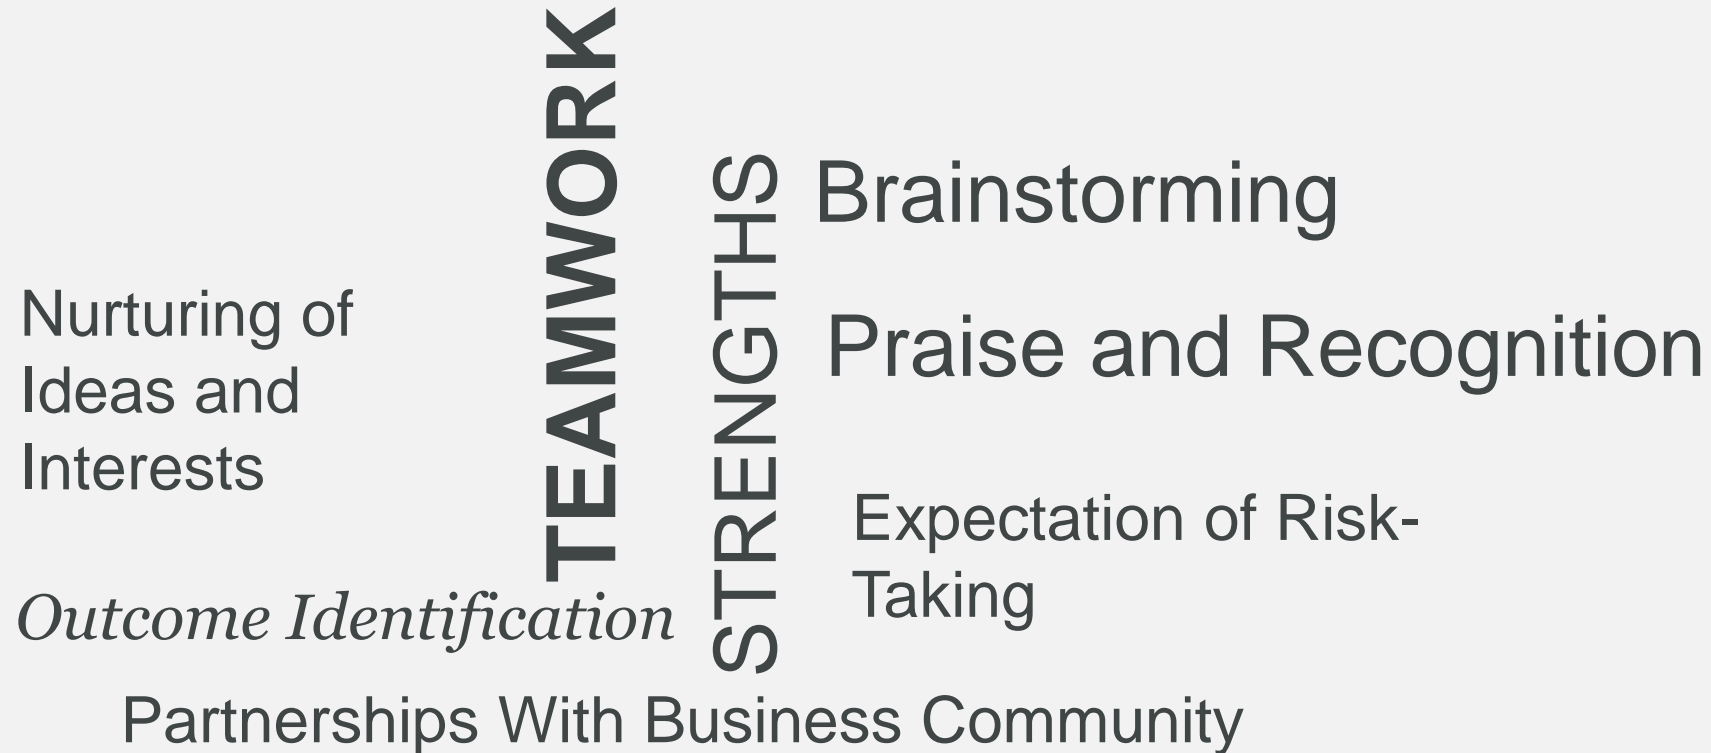 TEAMWORK
STRENGTHS
Brainstorming
Nurturing of
Ideas and
Interests
Praise and Recognition
Expectation of Risk-
Taking
Outcome Identification
Partnerships With Business Community